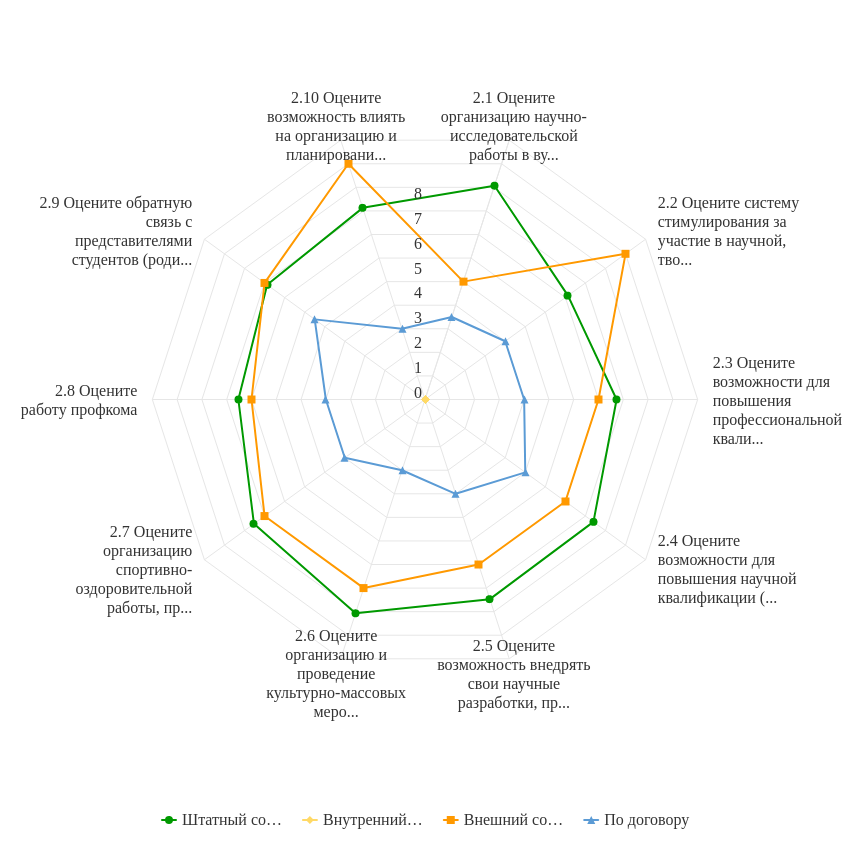 2.10 Оцените
возможность влиять
на организацию и
планировани...
2.1 Оцените
организацию научно-
исследовательской
работы в ву...
2.9 Оцените обратную
связь с
представителями
студентов (роди...
2.2 Оцените систему
стимулирования за
участие в научной,
тво...
8
7
6
5
4
3
2
1
0
2.8 Оцените
работу профкома
2.3 Оцените
возможности для
повышения
профессиональной
квали...
2.7 Оцените
организацию
спортивно-
оздоровительной
работы, пр...
2.4 Оцените
возможности для
повышения научной
квалификации (...
2.6 Оцените
организацию и
проведение
культурно-массовых
меро...
2.5 Оцените
возможность внедрять
свои научные
разработки, пр...
Штатный со… Внутренний… Внешний со… По договору